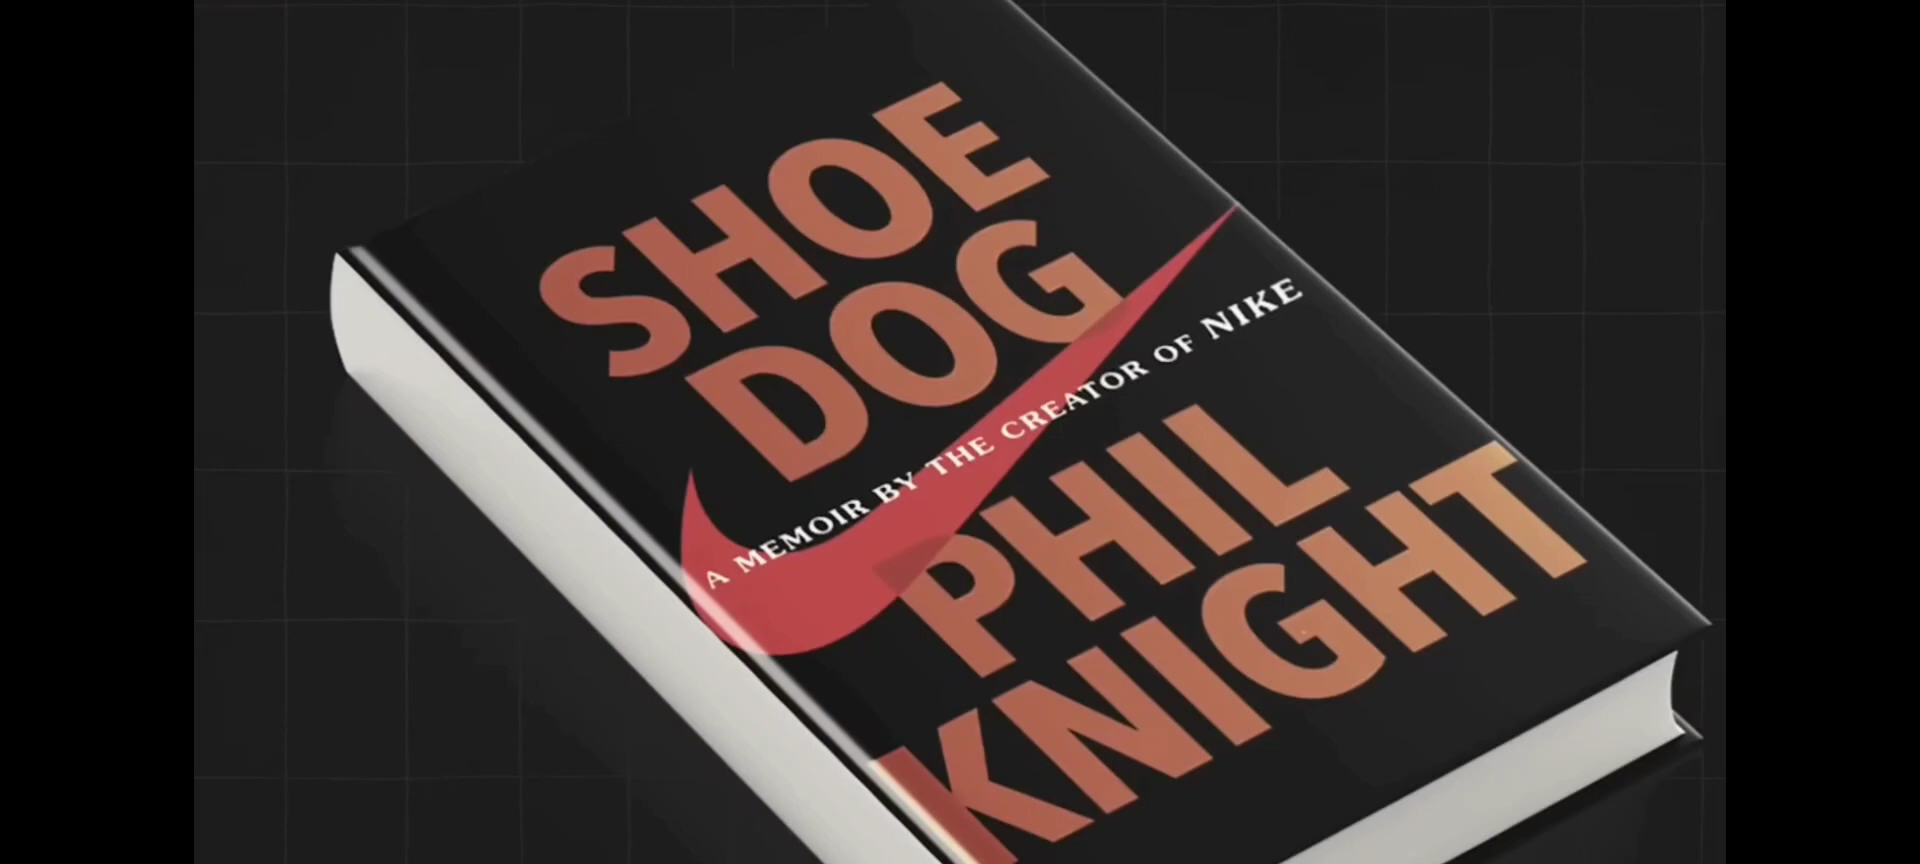 SHOE
DOG
A MEMOIR BY THE CREATOR OF NIKE
PHIL
KNIGHT